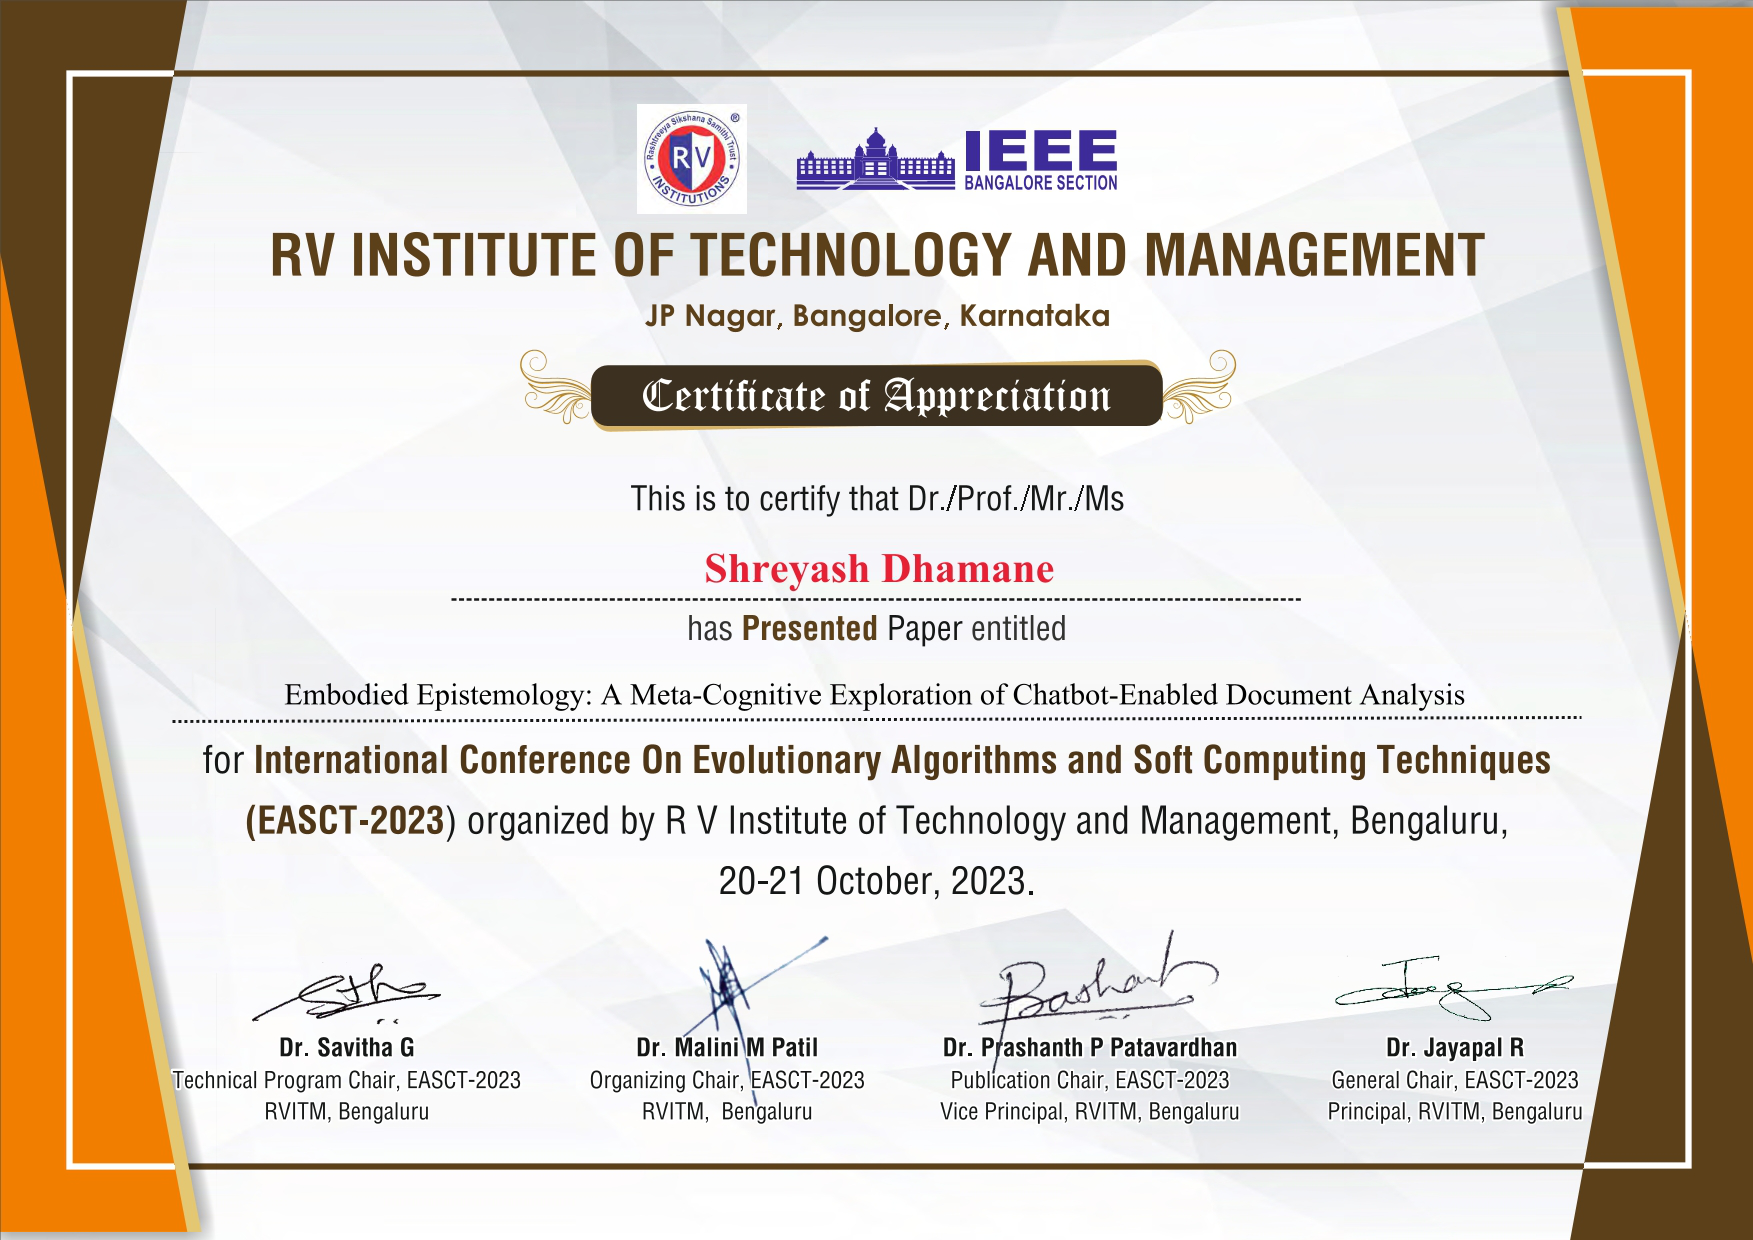 Rashtreeya Sikshana Samithi Trust
®
RV
INSTITUTIONS
IEEE
BANGALORE SECTION
RV INSTITUTE OF TECHNOLOGY AND MANAGEMENT
JP Nagar, Bangalore, Karnataka
Certificate of Appreciation
This is to certify that Dr./Prof./Mr./Ms
Shreyash Dhamane
has Presented Paper entitled
Embodied Epistemology: A Meta-Cognitive Exploration of Chatbot-Enabled Document Analysis
for International Conference On Evolutionary Algorithms and Soft Computing Techniques
(EASCT-2023) organized by R V Institute of Technology and Management, Bengaluru,
20-21 October, 2023.
Dr. Savitha G
Technical Program Chair, EASCT-2023
RVITM, Bengaluru
Dr. Malini M Patil
Organizing Chair, EASCT-2023
RVITM, Bengaluru
Prashanth
Dr. Prashanth P Patavardhan
Publication Chair, EASCT-2023
Vice Principal, RVITM, Bengaluru
Dr. Jayapal R
General Chair, EASCT-2023
Principal, RVITM, Bengaluru